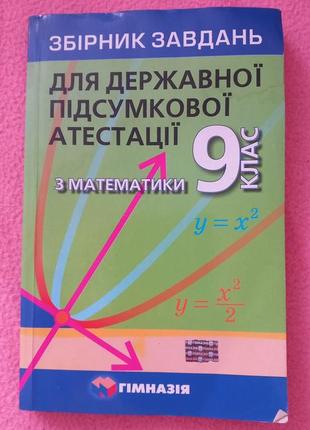 ЗБІРНИК ЗАВДАНЬ
ДЛЯ ДЕРЖАВНОЇ
ПІДСУМКОВОЇ
АТЕСТАЦІЇ
З МАТЕМАТИКИ
9 КЛАС
y = x²
y = x²/2
ГІМНАЗІЯ